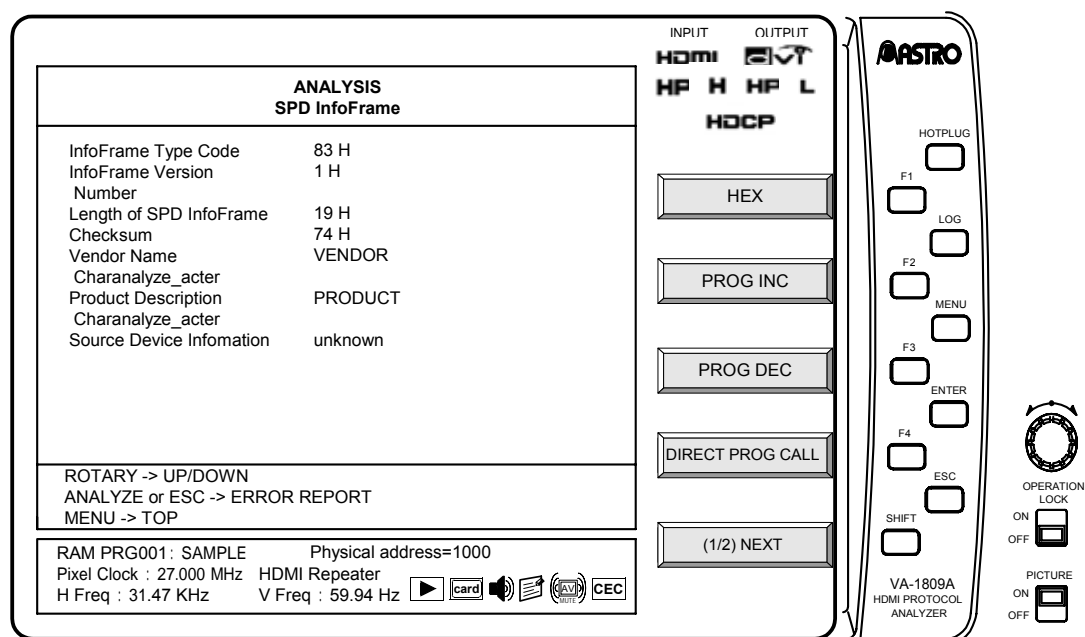 ANALYSIS
SPD InfoFrame
InfoFrame Type Code 83 H
InfoFrame Version 1 H
Number
Length of SPD InfoFrame 19 H
Checksum 74 H
Vendor Name VENDOR
Charanalyze_acter
Product Description PRODUCT
Charanalyze_acter
Source Device Infomation unknown
ROTARY -> UP/DOWN
ANALYZE or ESC -> ERROR REPORT
MENU -> TOP
RAM PRG001: SAMPLE Physical address=1000
Pixel Clock : 27.000 MHz HDMI Repeater
H Freq : 31.47 KHz V Freq : 59.94 Hz card AV MUTE CEC
INPUT OUTPUT
HDMI DVI
HP H HP L
HDCP
HEX
PROG INC
PROG DEC
DIRECT PROG CALL
(1/2) NEXT
ASTRO
HOTPLUG
F1
LOG
F2
MENU
F3
ENTER
F4
ESC
SHIFT
VA-1809A
HDMI PROTOCOL
ANALYZER
OPERATION
LOCK
ON
OFF
PICTURE
ON
OFF